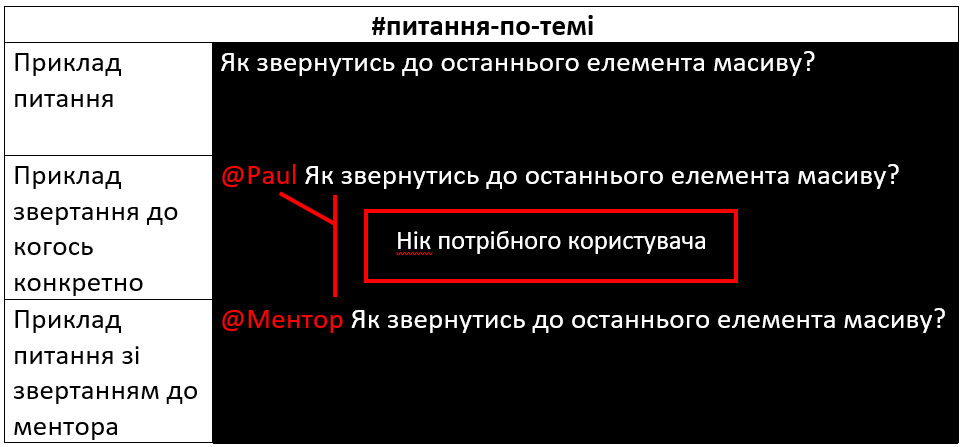 #питання-по-темі
Приклад
питання
Як звернутись до останнього елемента масиву?
Приклад
звертання до
когось
конкретно
@Paul Як звернутись до останнього елемента масиву?
Нік потрібного користувача
Приклад
питання зі
звертанням до
ментора
@Ментор Як звернутись до останнього елемента масиву?